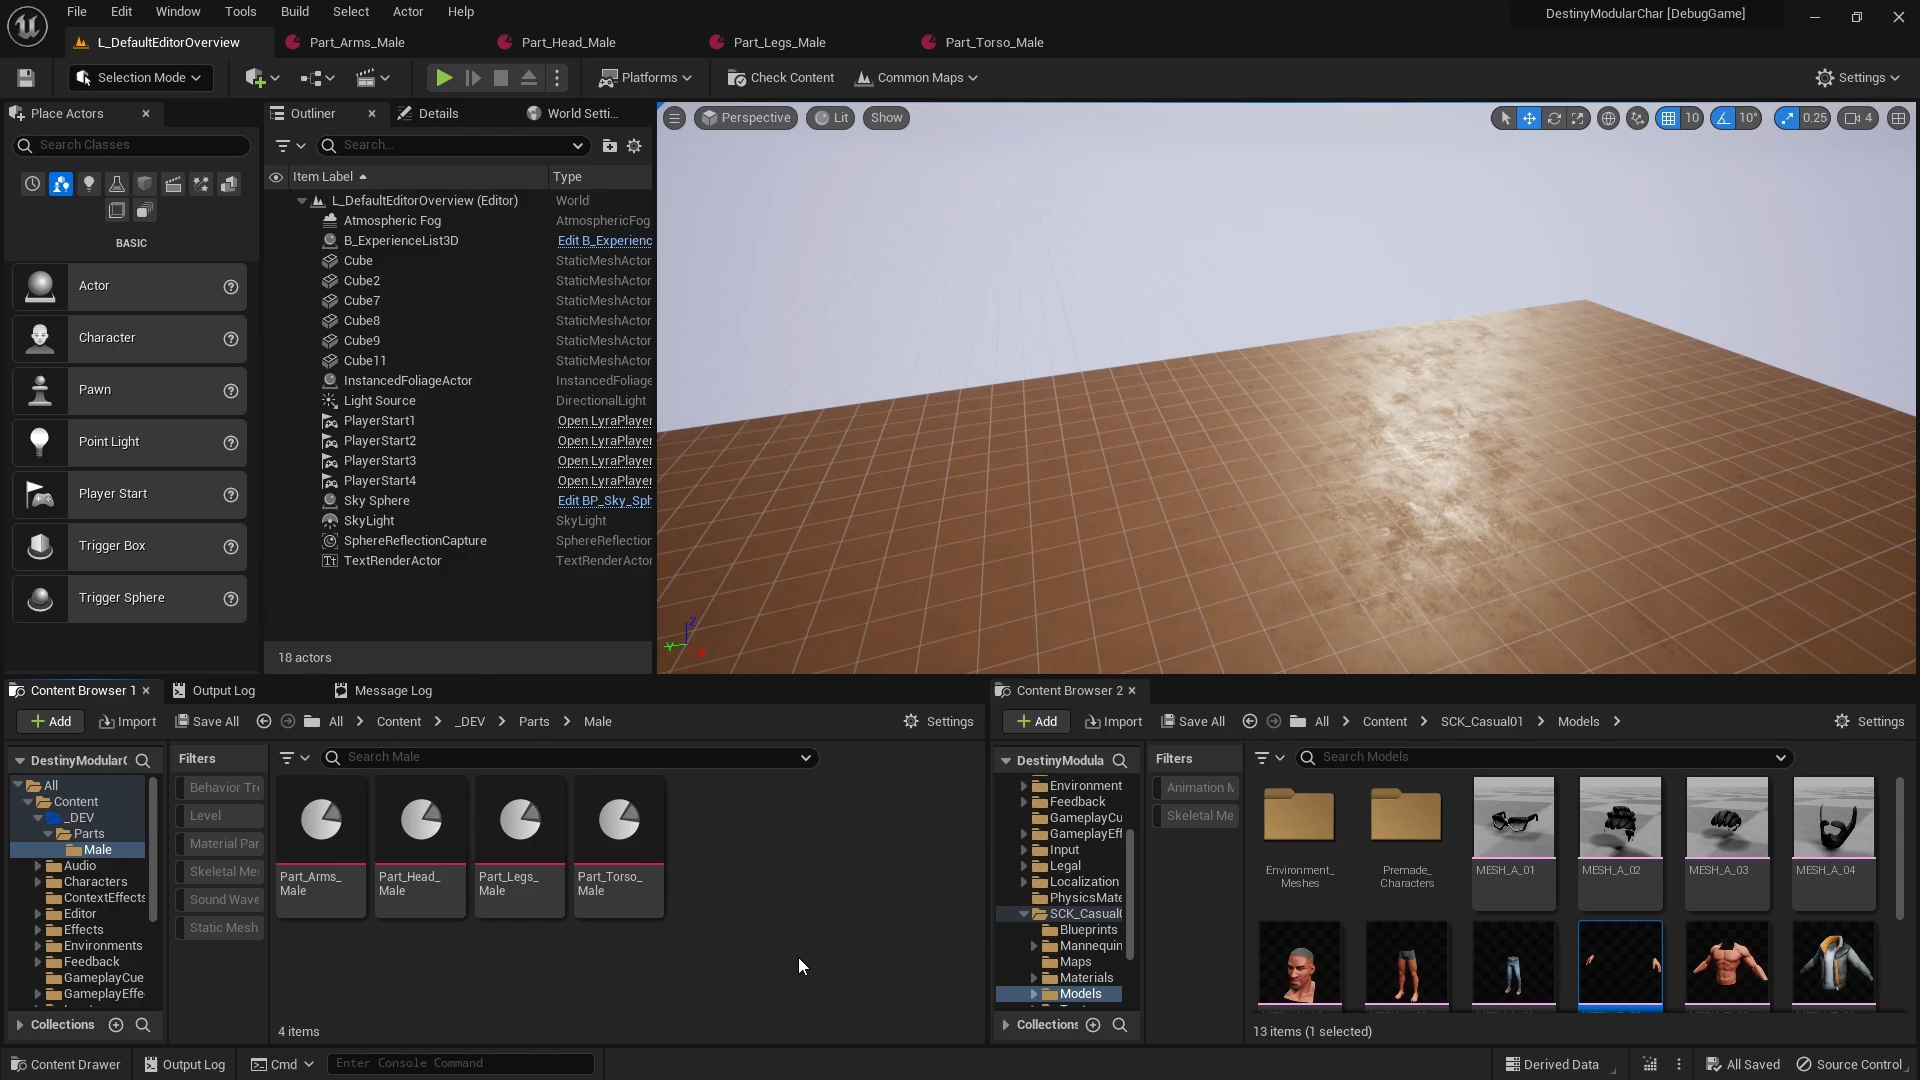 File Edit Window Tools Build Select Actor Help
DestinyModularChar [DebugGame]
L_DefaultEditorOverview
Part_Arms_Male
Part_Head_Male
Part_Legs_Male
Part_Torso_Male
Selection Mode
Platforms
Check Content
Common Maps
Settings
Place Actors
Search Classes
BASIC
Actor
Character
Pawn
Point Light
Player Start
Trigger Box
Trigger Sphere
Outliner
Details
World Setti...
Search...
Item Label Type
L_DefaultEditorOverview (Editor) World
Atmospheric Fog AtmosphericFog
B_ExperienceList3D Edit B_Experienc
Cube StaticMeshActor
Cube2 StaticMeshActor
Cube7 StaticMeshActor
Cube8 StaticMeshActor
Cube9 StaticMeshActor
Cube11 StaticMeshActor
InstancedFoliageActor InstancedFoliage
Light Source DirectionalLight
PlayerStart1 Open LyraPlayer
PlayerStart2 Open LyraPlayer
PlayerStart3 Open LyraPlayer
PlayerStart4 Open LyraPlayer
Sky Sphere Edit BP_Sky_Sph
SkyLight SkyLight
SphereReflectionCapture SphereReflection
TextRenderActor TextRenderActor
18 actors
Perspective Lit Show
10 10° 0.25 4
Z
Y
X
Content Browser 1
Output Log
Message Log
Add Import Save All All > Content > _DEV > Parts > Male Settings
DestinyModular(
All
Content
_DEV
Parts
Male
Audio
Characters
ContextEffects
Editor
Effects
Environments
Feedback
GameplayCue
GameplayEffe
Collections
Filters
Behavior Tr
Level
Material Par
Skeletal Me
Sound Wave
Static Mesh
Search Male
Part_Arms_
Male
Part_Head_
Male
Part_Legs_
Male
Part_Torso_
Male
4 items
Content Browser 2
Add Import Save All All > Content > SCK_Casual01 > Models > Settings
DestinyModula
Environment
Feedback
GameplayCu
GameplayEff
Input
Legal
Localization
PhysicsMate
SCK_Casual(
Blueprints
Mannequin
Maps
Materials
Models
Collections
Filters
Animation M
Skeletal Me
Search Models
Environment_
Meshes
Premade_
Characters
MESH_A_01
MESH_A_02
MESH_A_03
MESH_A_04
13 items (1 selected)
Content Drawer
Output Log
Cmd
Enter Console Command
Derived Data
All Saved
Source Control